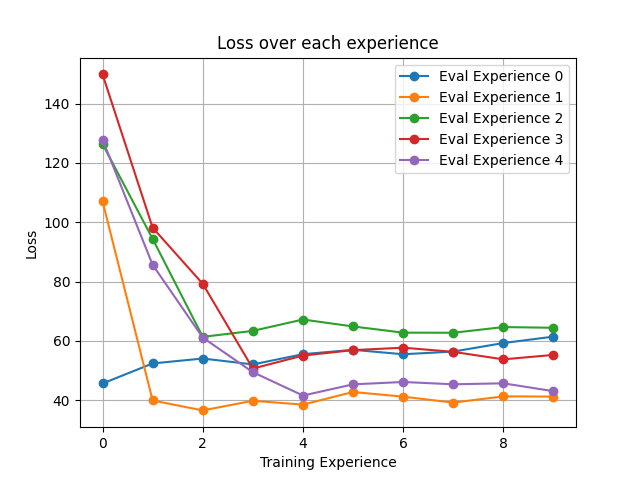 Loss over each experience
Eval Experience 0
Eval Experience 1
Eval Experience 2
Eval Experience 3
Eval Experience 4
Loss
140
120
100
80
60
40
0 2 4 6 8
Training Experience